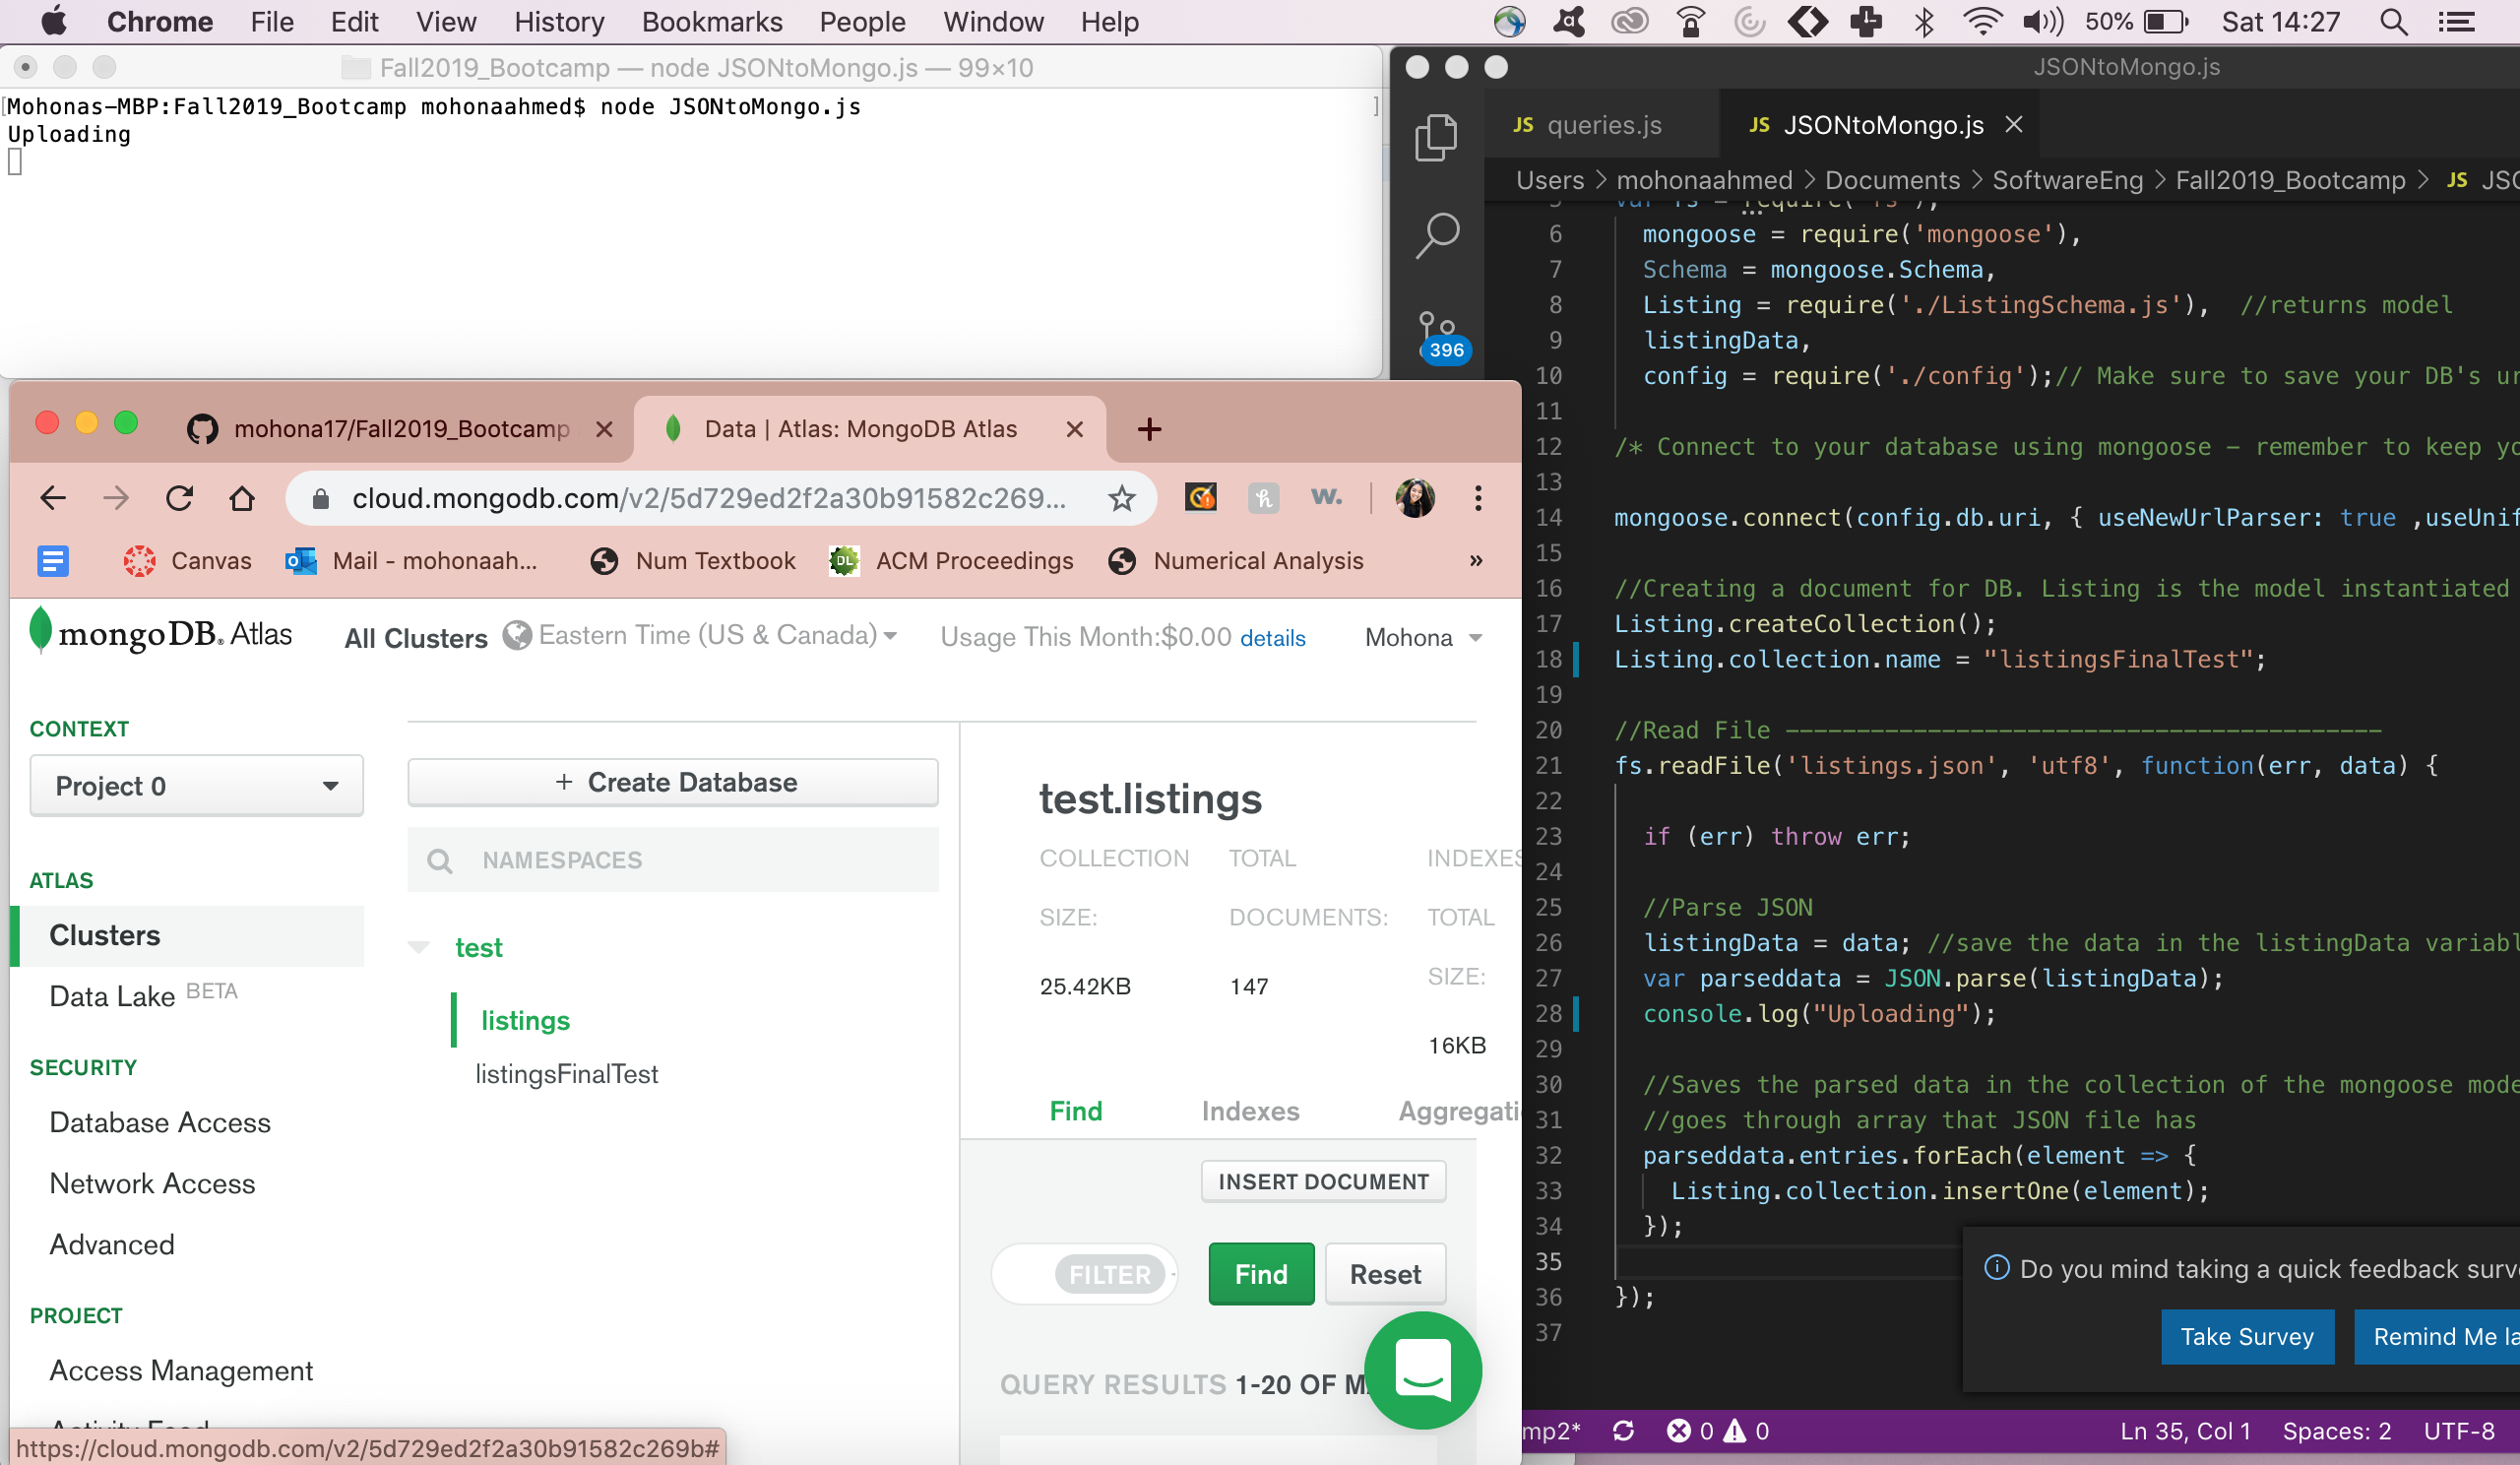 Chrome File Edit View History Bookmarks People Window Help 50% Sat 14:27
Fall2019_Bootcamp — node JSONtoMongo.js — 99×10
Mohonas-MBP:Fall2019_Bootcamp mohonaahmed$ node JSONtoMongo.js
Uploading
JSONtoMongo.js
JS queries.js JS JSONtoMongo.js
Users > mohonaahmed > Documents > SoftwareEng > Fall2019_Bootcamp > JS
396
5 var fs = require('fs'),
6 mongoose = require('mongoose'),
7 Schema = mongoose.Schema,
8 Listing = require('./ListingSchema.js'), //returns model
9 listingData,
10 config = require('./config');// Make sure to save your DB's
11
12 /* Connect to your database using mongoose – remember to keep
13
14 mongoose.connect(config.db.uri, { useNewUrlParser: true ,
15
16 //Creating a document for DB. Listing is the model instantiated
17 Listing.createCollection();
18 Listing.collection.name = "listingsFinalTest";
19
20 //Read File ------------------------------------------
21 fs.readFile('listings.json', 'utf8', function(err, data) {
22
23 if (err) throw err;
24
25 //Parse JSON
26 listingData = data; //save the data in the listingData
27 var parseddata = JSON.parse(listingData);
28 console.log("Uploading");
29
30 //Saves the parsed data in the collection of the mongoose
31 //goes through array that JSON file has
32 parseddata.entries.forEach(element => {
33 Listing.collection.insertOne(element);
34 });
35
36 });
37
Do you mind taking a quick feedback
Take Survey Remind Me
mp2* 0 0 Ln 35, Col 1 Spaces: 2 UTF-8
mohona17/Fall2019_Bootcamp Data | Atlas: MongoDB Atlas
cloud.mongodb.com/v2/5d729ed2f2a30b91582c269...
Canvas Mail - mohonaah... Num Textbook DL ACM Proceedings Numerical Analysis »
mongoDB. Atlas All Clusters Eastern Time (US & Canada) Usage This Month:$0.00 details Mohona
CONTEXT
Project 0
ATLAS
Clusters
Data Lake BETA
SECURITY
Database Access
Network Access
Advanced
PROJECT
Access Management
Activity Feed
+ Create Database
NAMESPACES
test
listings
listingsFinalTest
test.listings
COLLECTION SIZE: 25.42KB
TOTAL DOCUMENTS: 147
INDEXES TOTAL SIZE: 16KB
Find Indexes
INSERT DOCUMENT
FILTER Find Reset
QUERY RESULTS 1-20 OF
https://cloud.mongodb.com/v2/5d729ed2f2a30b91582c269b#